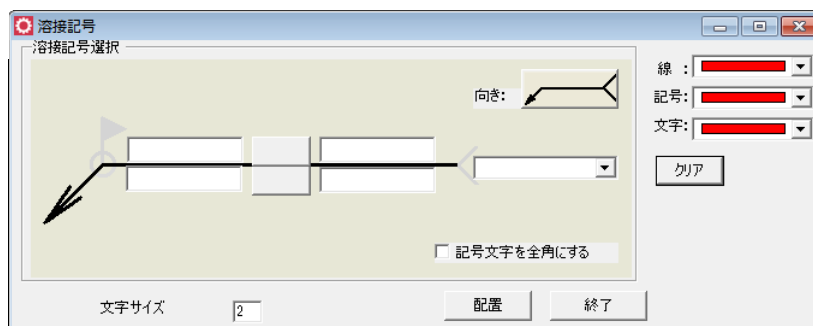 溶接記号
溶接記号選択
向き:
線 :
記号:
文字:
クリア
記号文字を全角にする
文字サイズ
2
配置
終了